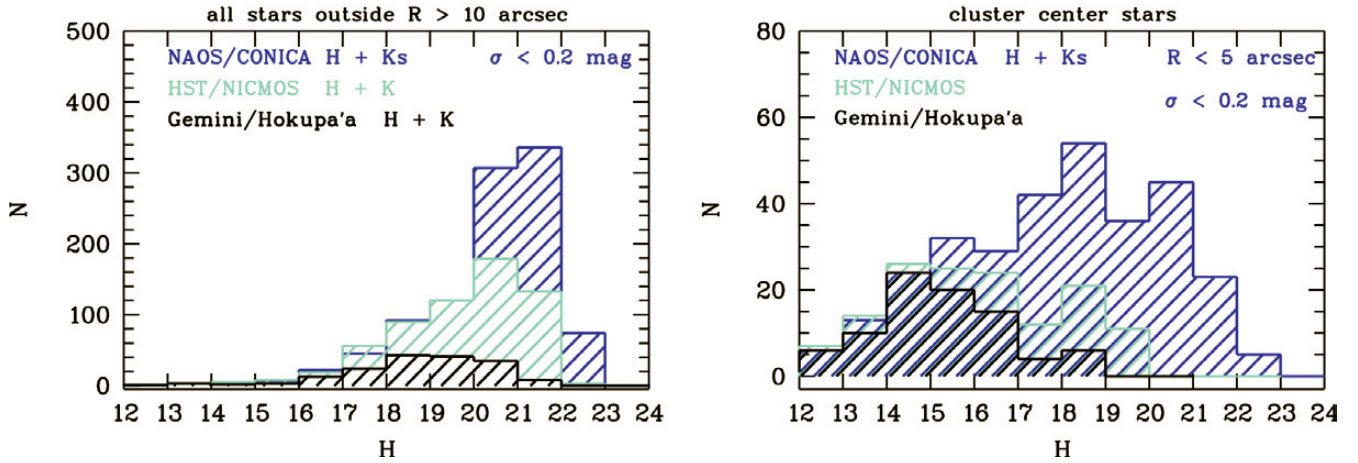 all stars outside R > 10 arcsec
500
400
300
200
100
0
N
NAOS/CONICA H + Ks σ < 0.2 mag
HST/NICMOS H + K
Gemini/Hokupa'a H + K
12 13 14 15 16 17 18 19 20 21 22 23 24
H
cluster center stars
80
60
40
20
0
N
NAOS/CONICA H + Ks R < 5 arcsec
HST/NICMOS
σ < 0.2 mag
Gemini/Hokupa'a
12 13 14 15 16 17 18 19 20 21 22 23 24
H